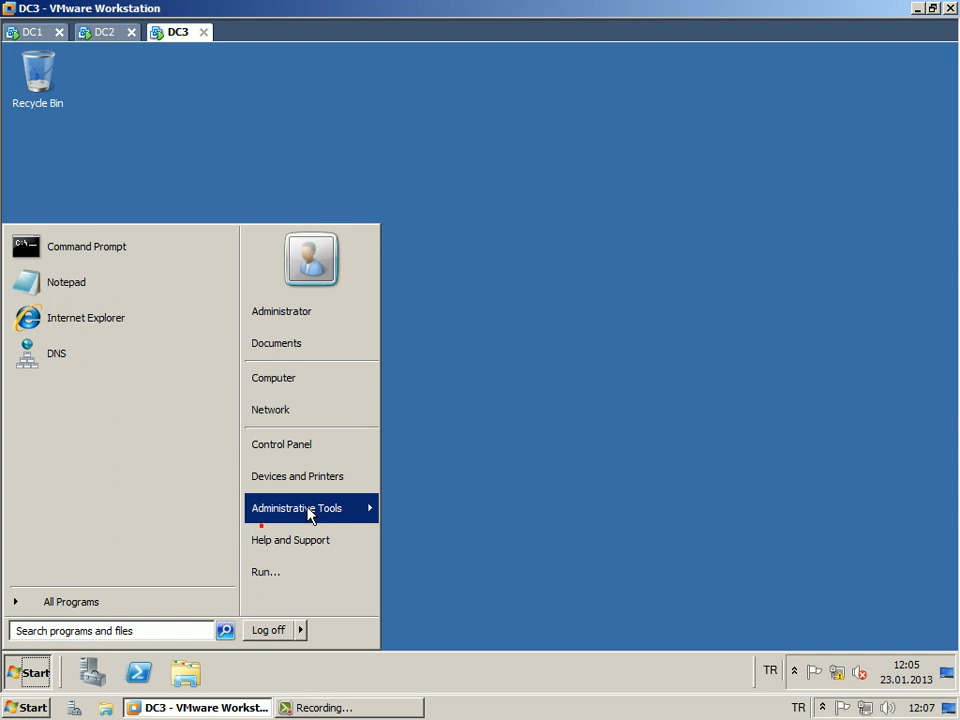 DC3 - VMware Workstation
DC1
DC2
DC3
Recycle Bin
Command Prompt
Notepad
Internet Explorer
DNS
All Programs
Search programs and files
Administrator
Documents
Computer
Network
Control Panel
Devices and Printers
Administrative Tools
Help and Support
Run...
Log off
Start
TR
12:05
23.01.2013
Start
DC3 - VMware Workst...
Recording...
TR
12:07